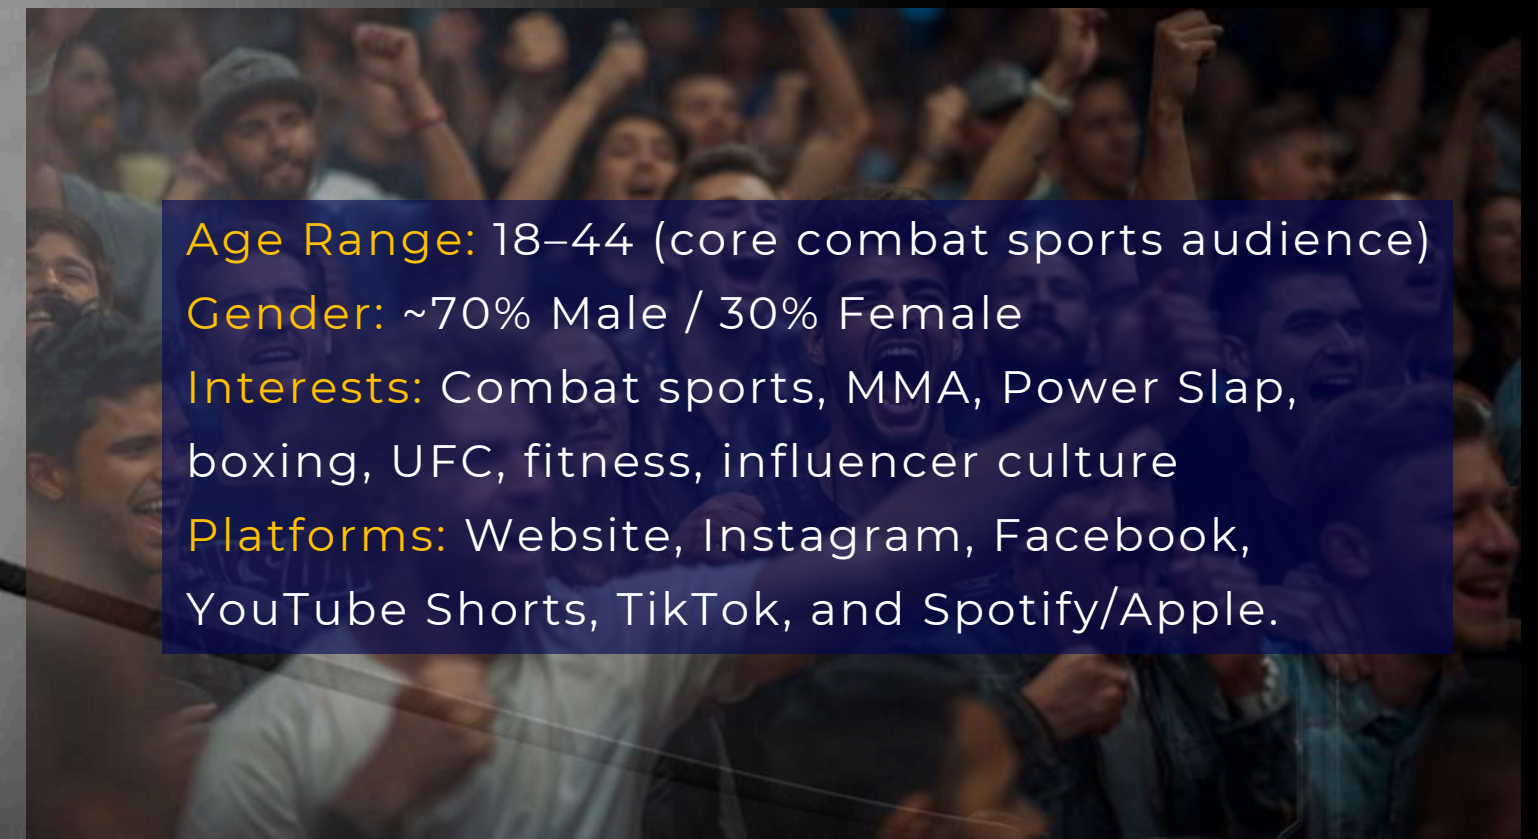 Age Range: 18–44 (core combat sports audience)
Gender: ~70% Male / 30% Female
Interests: Combat sports, MMA, Power Slap,
boxing, UFC, fitness, influencer culture
Platforms: Website, Instagram, Facebook,
YouTube Shorts, TikTok, and Spotify/Apple.